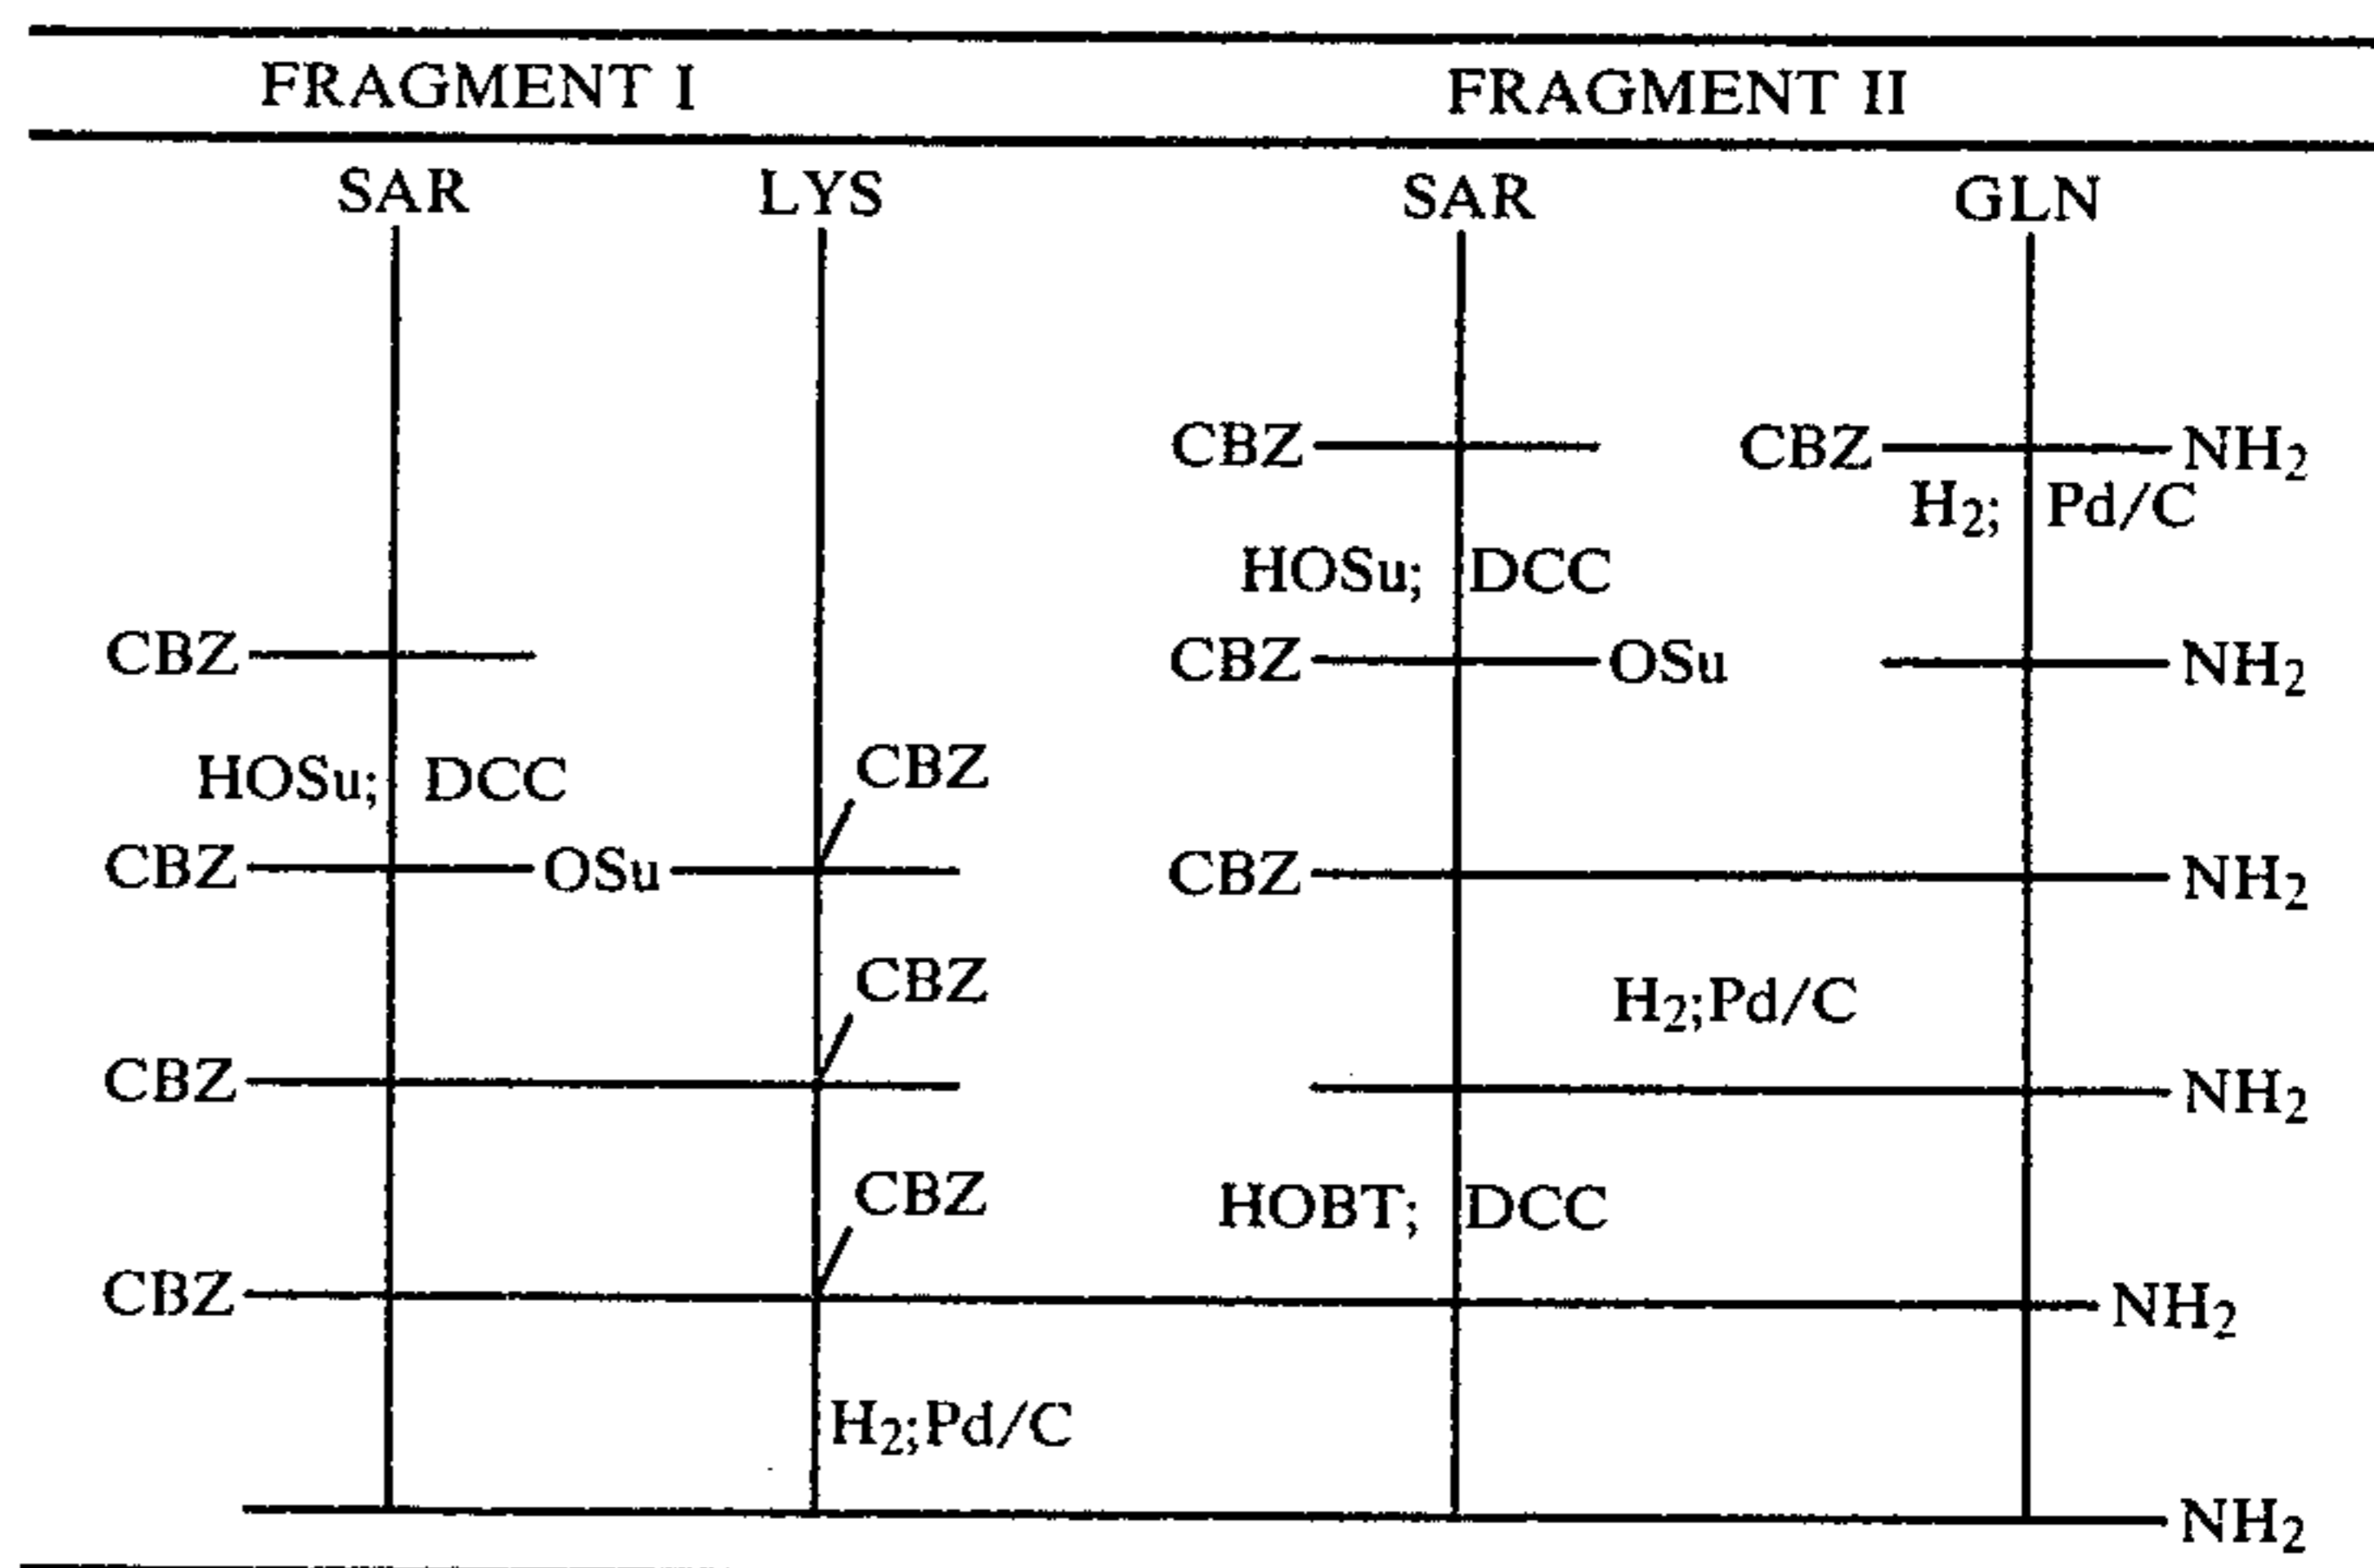 FRAGMENT I FRAGMENT II
SAR LYS SAR GLN
CBZ CBZ NH2
H2; Pd/C
HOSu; DCC
CBZ CBZ OSu NH2
CBZ
HOSu; DCC
CBZ OSu CBZ NH2
CBZ
H2;Pd/C
CBZ NH2
CBZ
HOBT; DCC
CBZ NH2
H2;Pd/C
NH2